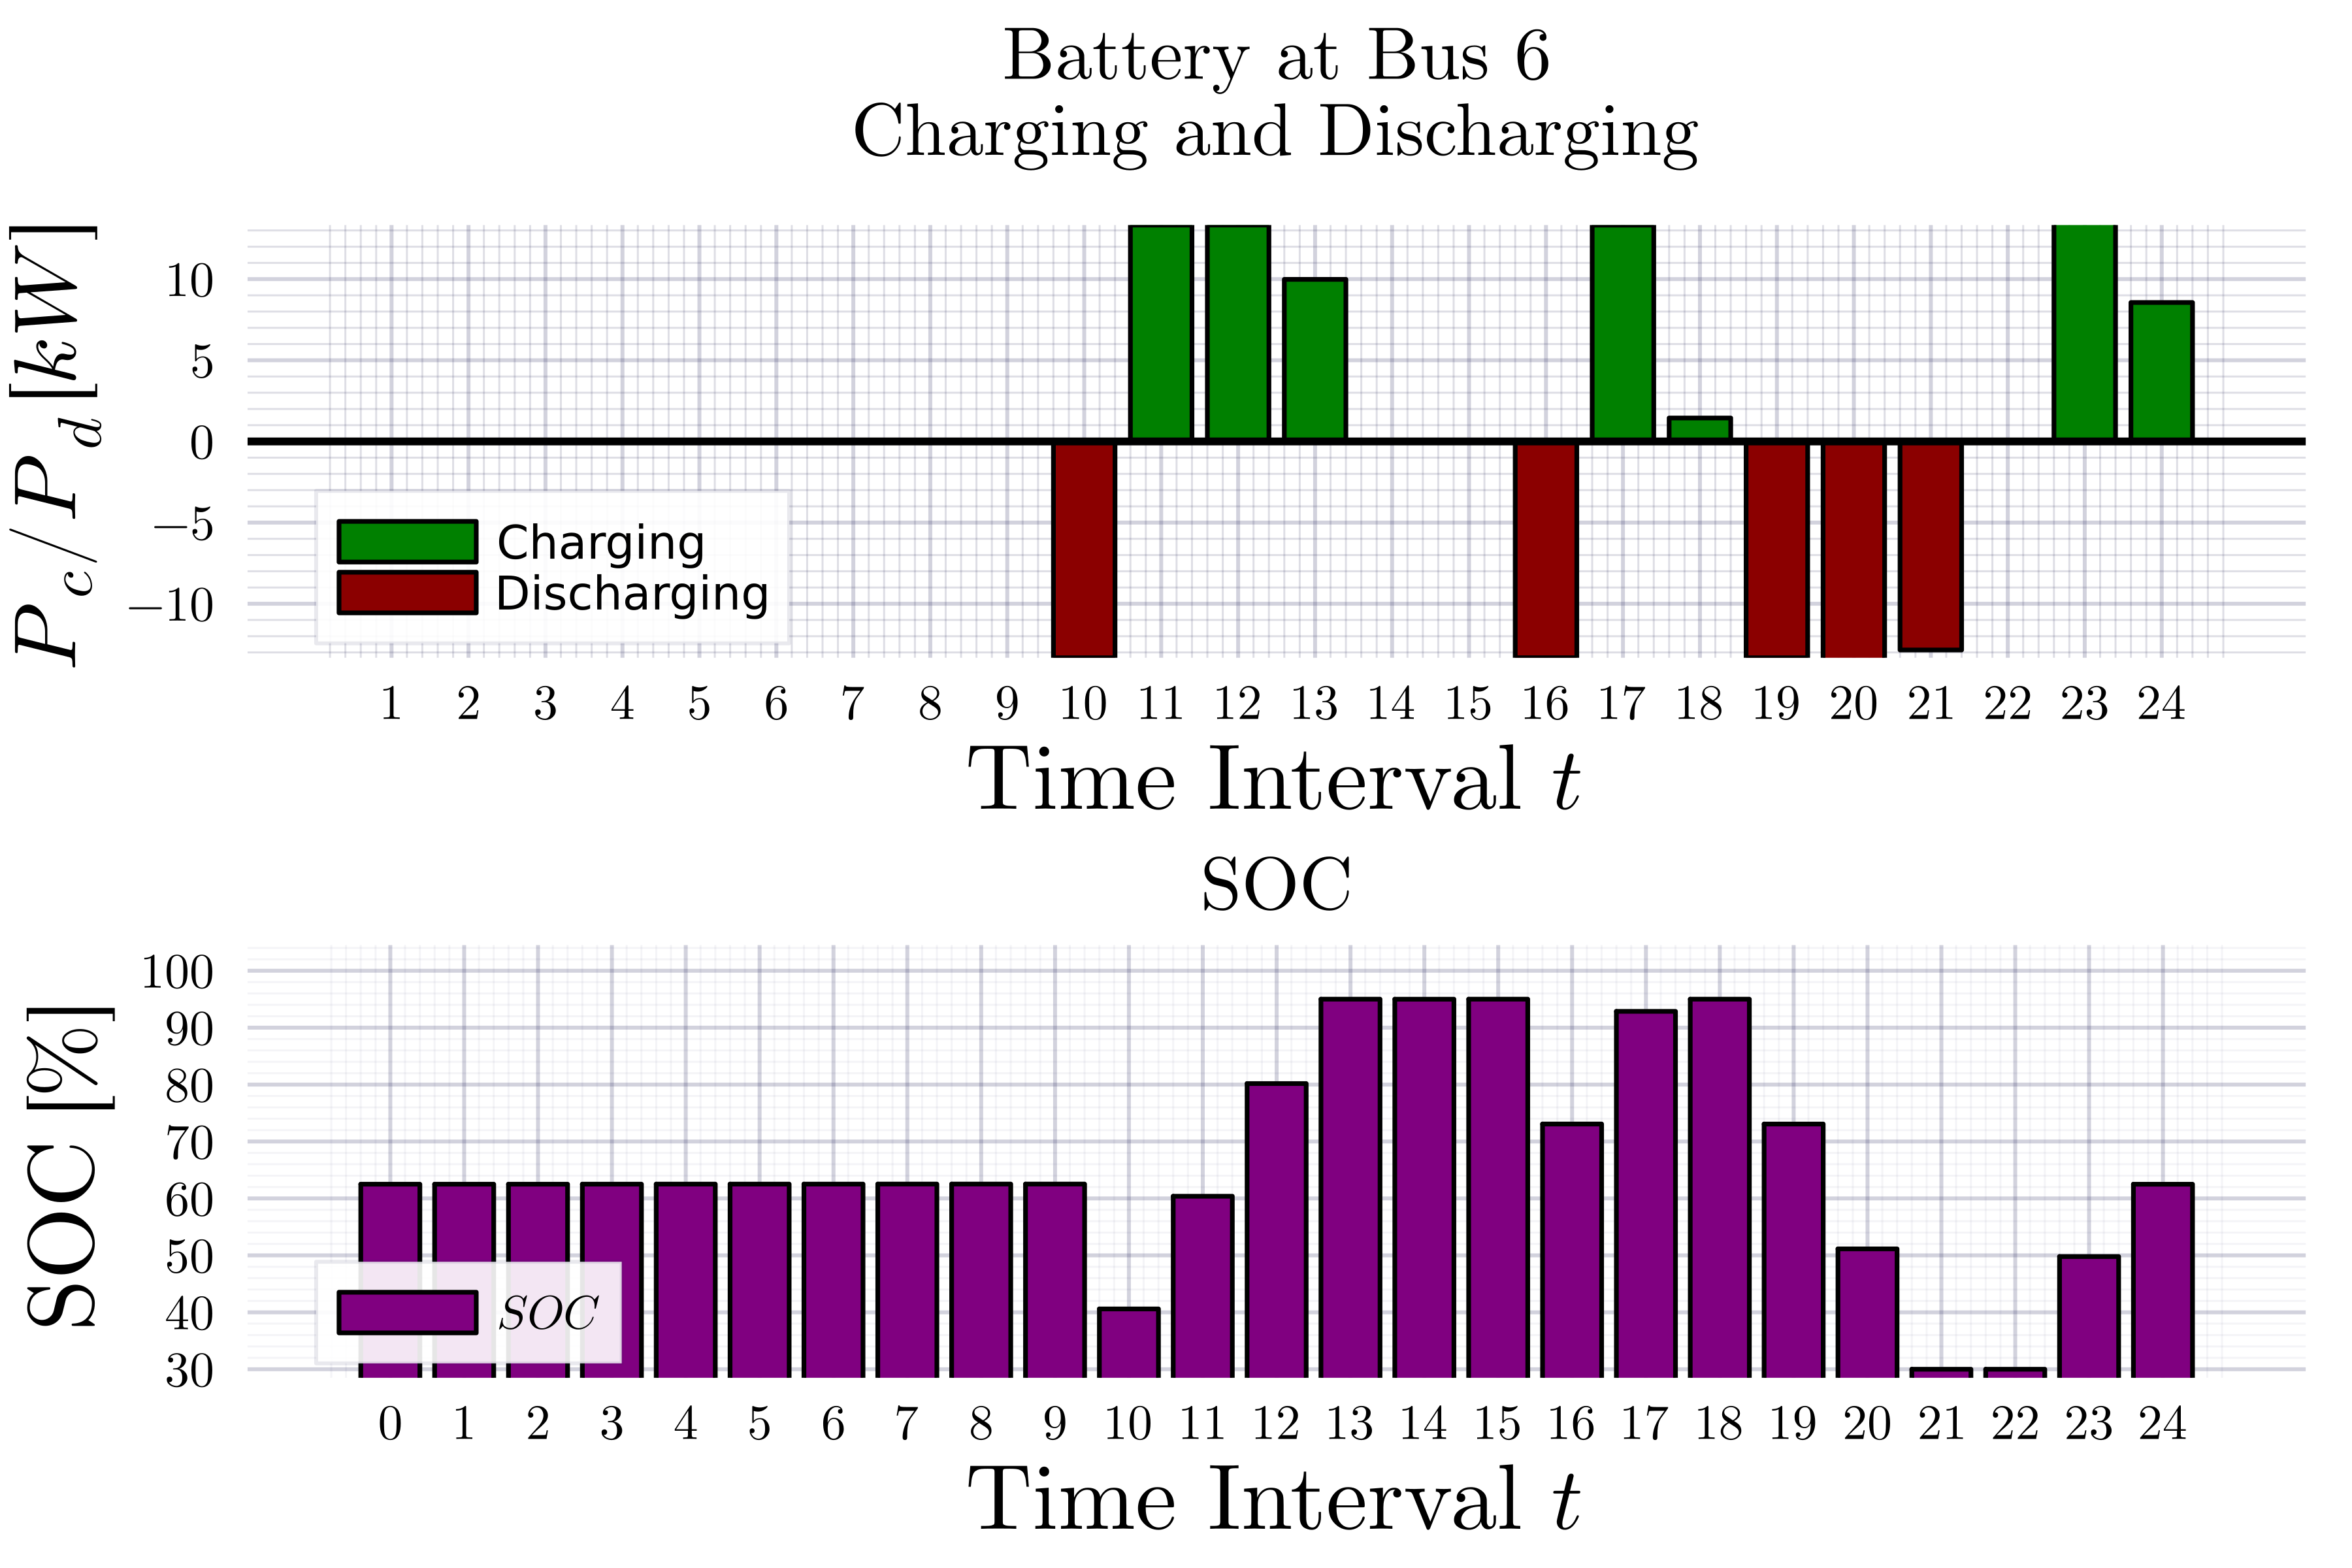 Battery at Bus 6
Charging and Discharging
P_c/P_d [kW]
10
5
0
−5
−10
Charging
Discharging
1 2 3 4 5 6 7 8 9 10 11 12 13 14 15 16 17 18 19 20 21 22 23 24
Time Interval t
SOC
SOC [%]
100
90
80
70
60
50
40
30
SOC
0 1 2 3 4 5 6 7 8 9 10 11 12 13 14 15 16 17 18 19 20 21 22 23 24
Time Interval t